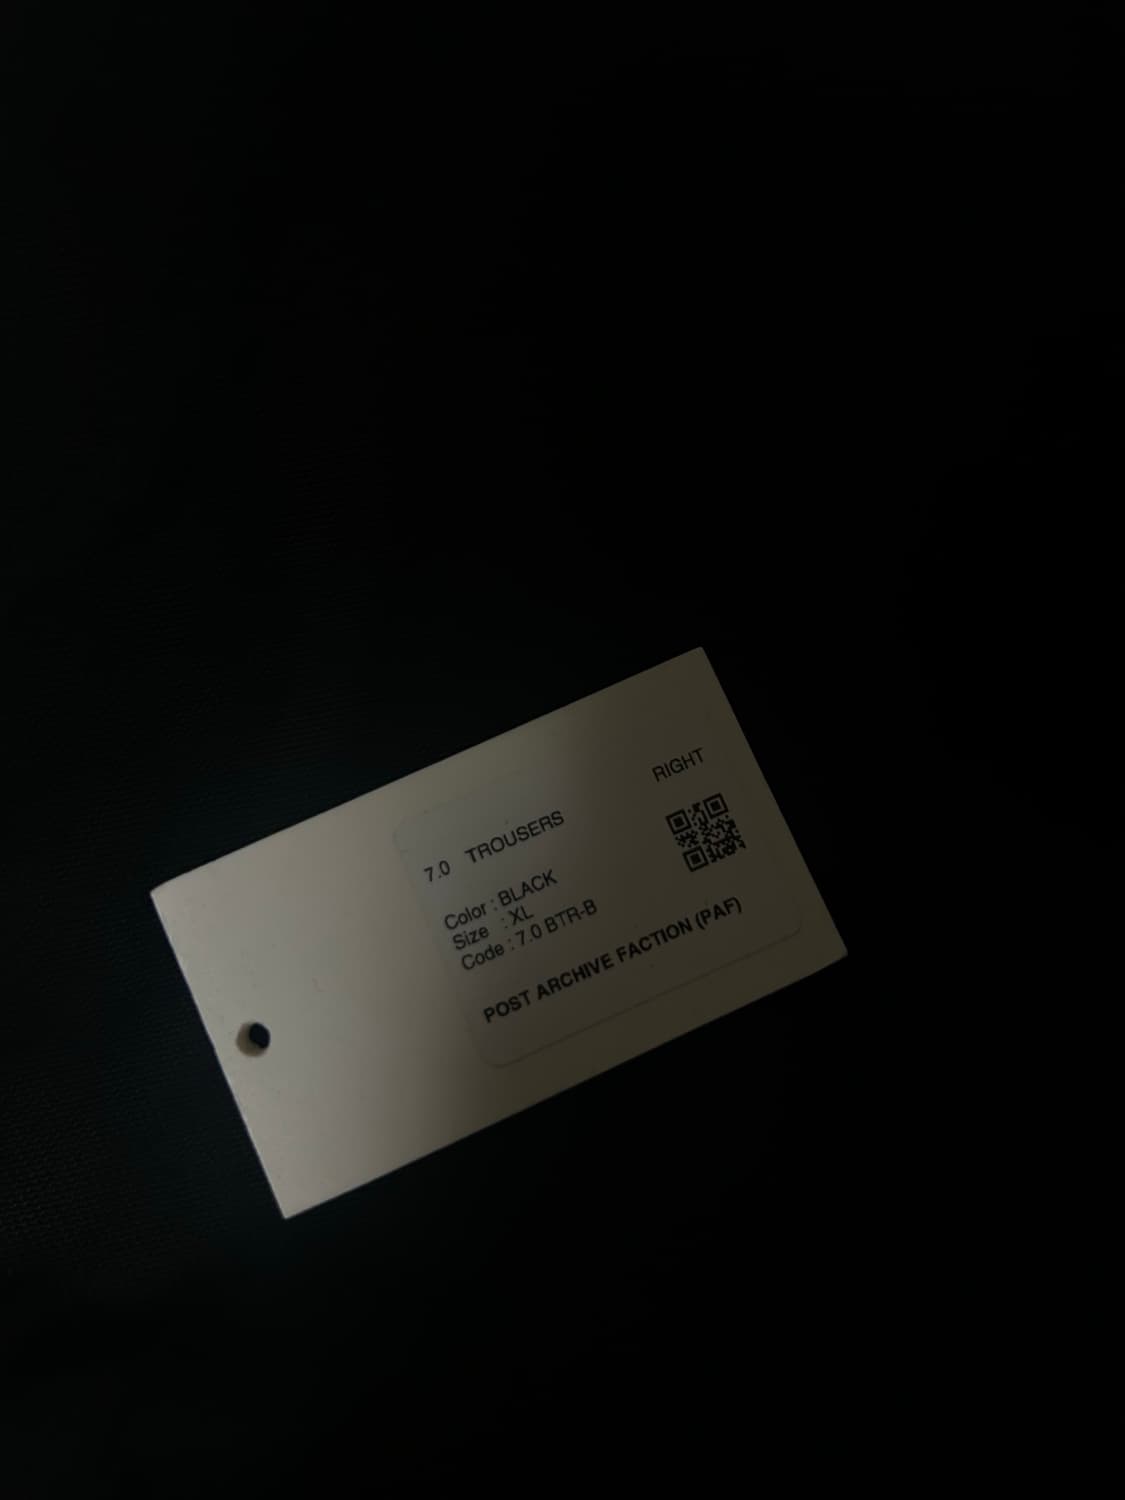 7.0 TROUSERS RIGHT
Color : BLACK
Size : XL
Code : 7.0 BTR-B
POST ARCHIVE FACTION (PAF)